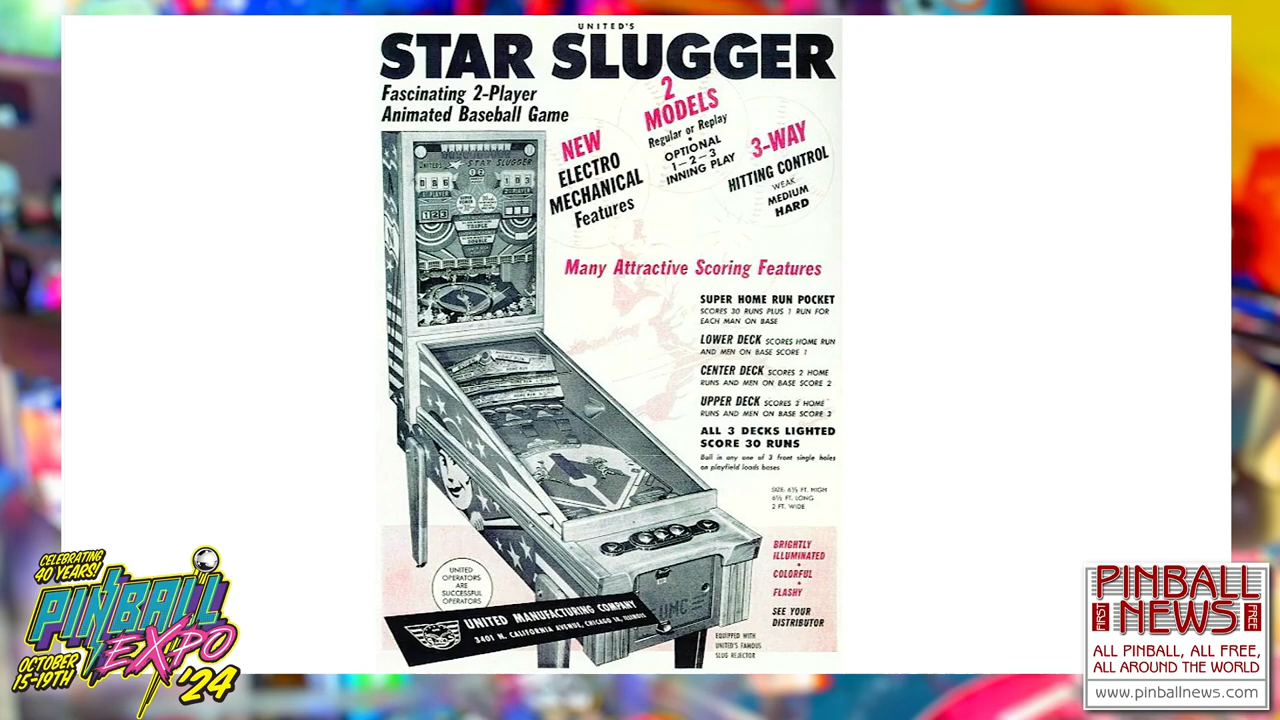 UNITED'S
STAR SLUGGER
Fascinating 2-Player
Animated Baseball Game
NEW
ELECTRO
MECHANICAL
Features
2
MODELS
Regular or Replay
•
OPTIONAL
1-2-3
INNING PLAY
3-WAY
HITTING CONTROL
WEAK
MEDIUM
HARD
UNITED'S STAR SLUGGER
TRIPLE
DOUBLE
Many Attractive Scoring Features
SUPER HOME RUN POCKET
SCORES 30 RUNS PLUS 1 RUN FOR
EACH MAN ON BASE
LOWER DECK SCORES HOME RUN
AND MEN ON BASE SCORE 1
CENTER DECK SCORES 2 HOME
RUNS AND MEN ON BASE SCORE 2
UPPER DECK SCORES 3 HOME
RUNS AND MEN ON BASE SCORE 3
ALL 3 DECKS LIGHTED
SCORE 30 RUNS
Ball in any one of 3 front single holes
on playfield loads bases
SIZE: 6½ FT. HIGH
6½ FT. LONG
2 FT. WIDE
BRIGHTLY
ILLUMINATED
•
COLORFUL
•
FLASHY
SEE YOUR
DISTRIBUTOR
UNITED
OPERATORS
ARE
SUCCESSFUL
OPERATORS
UNITED MANUFACTURING COMPANY
3401 N. CALIFORNIA AVENUE, CHICAGO 18, ILLINOIS
UMC
EQUIPPED WITH
UNITED'S FAMOUS
SLUG REJECTOR
CELEBRATING
40 YEARS!
PINBALL
EXPO
OCTOBER
15-19TH
'24
PINBALL
FIRST
NEWS
FREE
ALL PINBALL, ALL FREE,
ALL AROUND THE WORLD
www.pinballnews.com